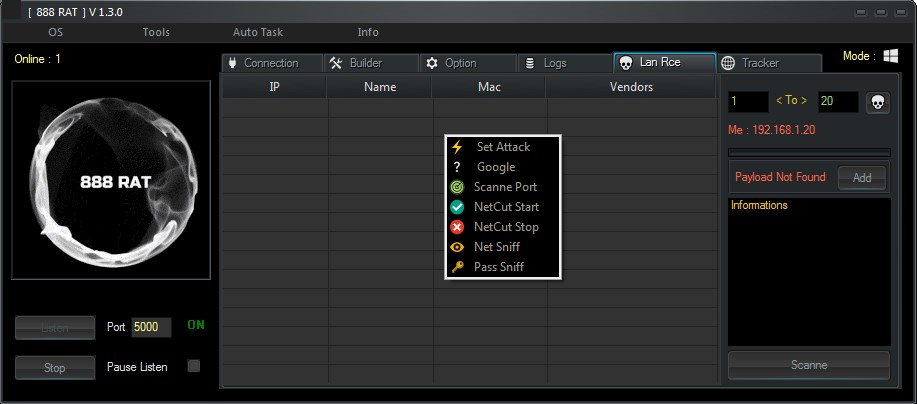 [ 888 RAT ] V 1.3.0
OS Tools Auto Task Info
Online : 1
Connection Builder Option Logs Lan Rce Tracker
Mode :
IP Name Mac Vendors
1 < To > 20
Me : 192.168.1.20
888 RAT
Set Attack
? Google
Scanne Port
NetCut Start
NetCut Stop
Net Sniff
Pass Sniff
Payload Not Found Add
Informations
Listen Port 5000 ON
Stop Pause Listen
Scanne